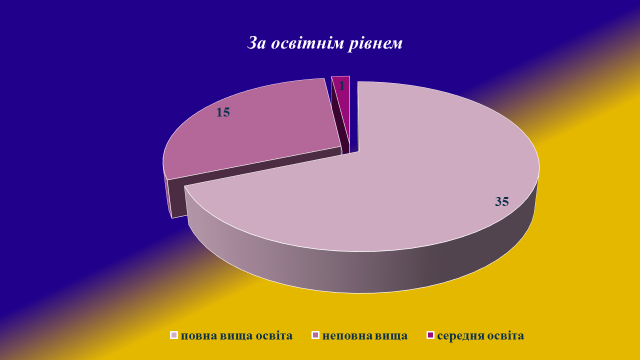 За освітнім рівнем
1
15
35
повна вища освіта неповна вища середня освіта